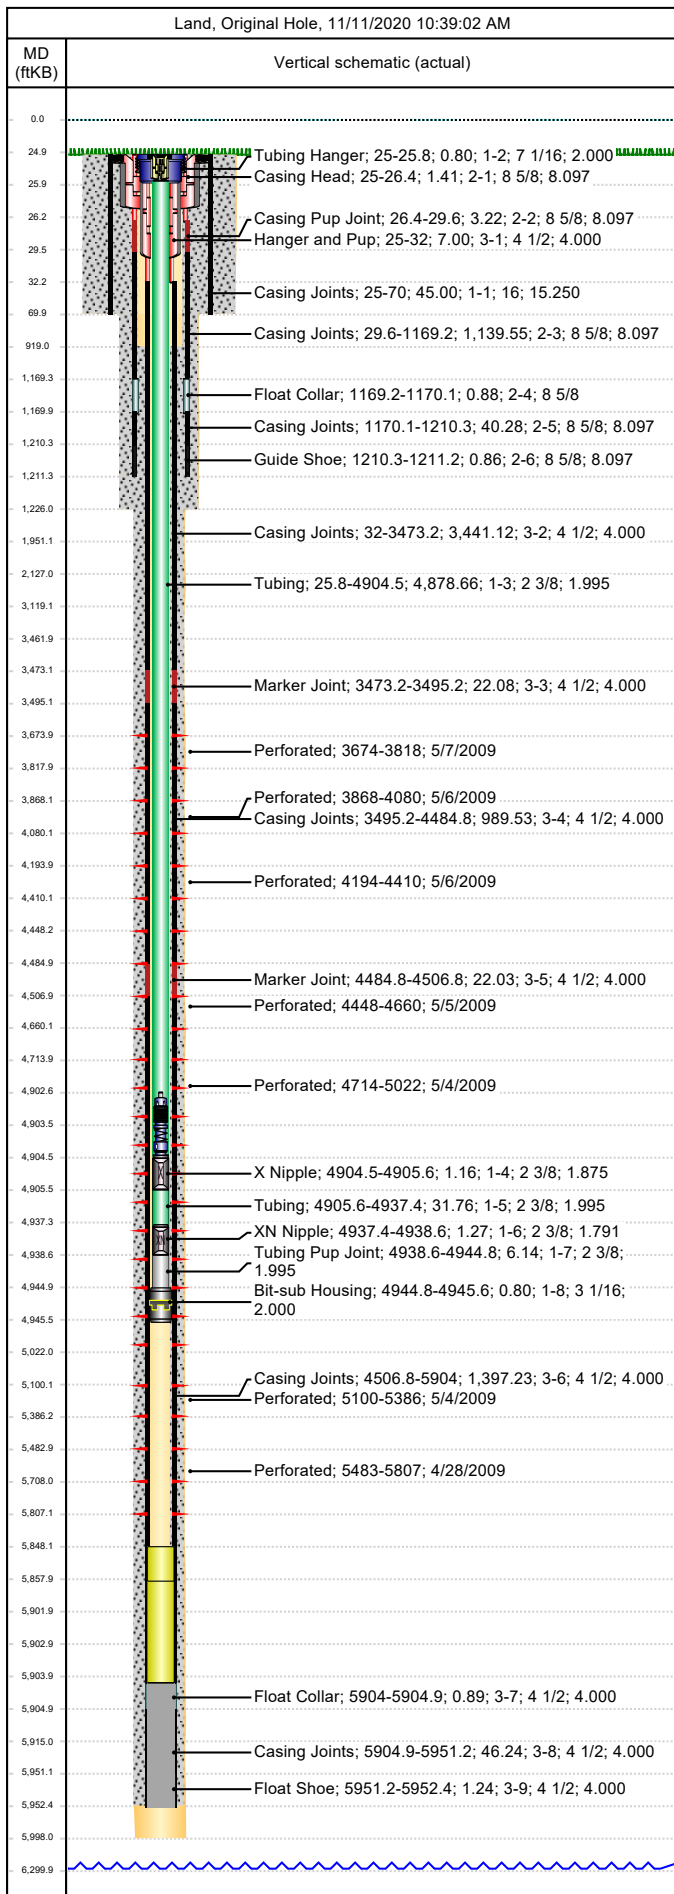 Land, Original Hole, 11/11/2020 10:39:02 AM
MD
(ftKB)
Vertical schematic (actual)
0.0
24.9
Tubing Hanger; 25-25.8; 0.80; 1-2; 7 1/16; 2.000
Casing Head; 25-26.4; 1.41; 2-1; 8 5/8; 8.097
25.9
26.2
Casing Pup Joint; 26.4-29.6; 3.22; 2-2; 8 5/8; 8.097
Hanger and Pup; 25-32; 7.00; 3-1; 4 1/2; 4.000
29.5
32.2
Casing Joints; 25-70; 45.00; 1-1; 16; 15.250
69.9
Casing Joints; 29.6-1169.2; 1,139.55; 2-3; 8 5/8; 8.097
919.0
1,169.3
Float Collar; 1169.2-1170.1; 0.88; 2-4; 8 5/8
1,169.9
Casing Joints; 1170.1-1210.3; 40.28; 2-5; 8 5/8; 8.097
1,210.3
Guide Shoe; 1210.3-1211.2; 0.86; 2-6; 8 5/8; 8.097
1,211.3
1,226.0
Casing Joints; 32-3473.2; 3,441.12; 3-2; 4 1/2; 4.000
1,951.1
2,127.0
Tubing; 25.8-4904.5; 4,878.66; 1-3; 2 3/8; 1.995
3,119.1
3,461.9
3,473.1
Marker Joint; 3473.2-3495.2; 22.08; 3-3; 4 1/2; 4.000
3,495.1
3,673.9
Perforated; 3674-3818; 5/7/2009
3,817.9
Perforated; 3868-4080; 5/6/2009
3,868.1
Casing Joints; 3495.2-4484.8; 989.53; 3-4; 4 1/2; 4.000
4,080.1
4,193.9
Perforated; 4194-4410; 5/6/2009
4,410.1
4,448.2
4,484.9
Marker Joint; 4484.8-4506.8; 22.03; 3-5; 4 1/2; 4.000
4,506.9
Perforated; 4448-4660; 5/5/2009
4,660.1
4,713.9
Perforated; 4714-5022; 5/4/2009
4,902.6
4,903.5
4,904.5
X Nipple; 4904.5-4905.6; 1.16; 1-4; 2 3/8; 1.875
4,905.5
Tubing; 4905.6-4937.4; 31.76; 1-5; 2 3/8; 1.995
4,937.3
XN Nipple; 4937.4-4938.6; 1.27; 1-6; 2 3/8; 1.791
4,938.6
Tubing Pup Joint; 4938.6-4944.8; 6.14; 1-7; 2 3/8;
1.995
4,944.9
Bit-sub Housing; 4944.8-4945.6; 0.80; 1-8; 3 1/16;
2.000
4,945.5
5,022.0
Casing Joints; 4506.8-5904; 1,397.23; 3-6; 4 1/2; 4.000
5,100.1
Perforated; 5100-5386; 5/4/2009
5,386.2
5,482.9
Perforated; 5483-5807; 4/28/2009
5,708.0
5,807.1
5,848.1
5,857.9
5,901.9
5,902.9
5,903.9
Float Collar; 5904-5904.9; 0.89; 3-7; 4 1/2; 4.000
5,904.9
5,915.0
Casing Joints; 5904.9-5951.2; 46.24; 3-8; 4 1/2; 4.000
5,951.1
Float Shoe; 5951.2-5952.4; 1.24; 3-9; 4 1/2; 4.000
5,952.4
5,998.0
6,299.9